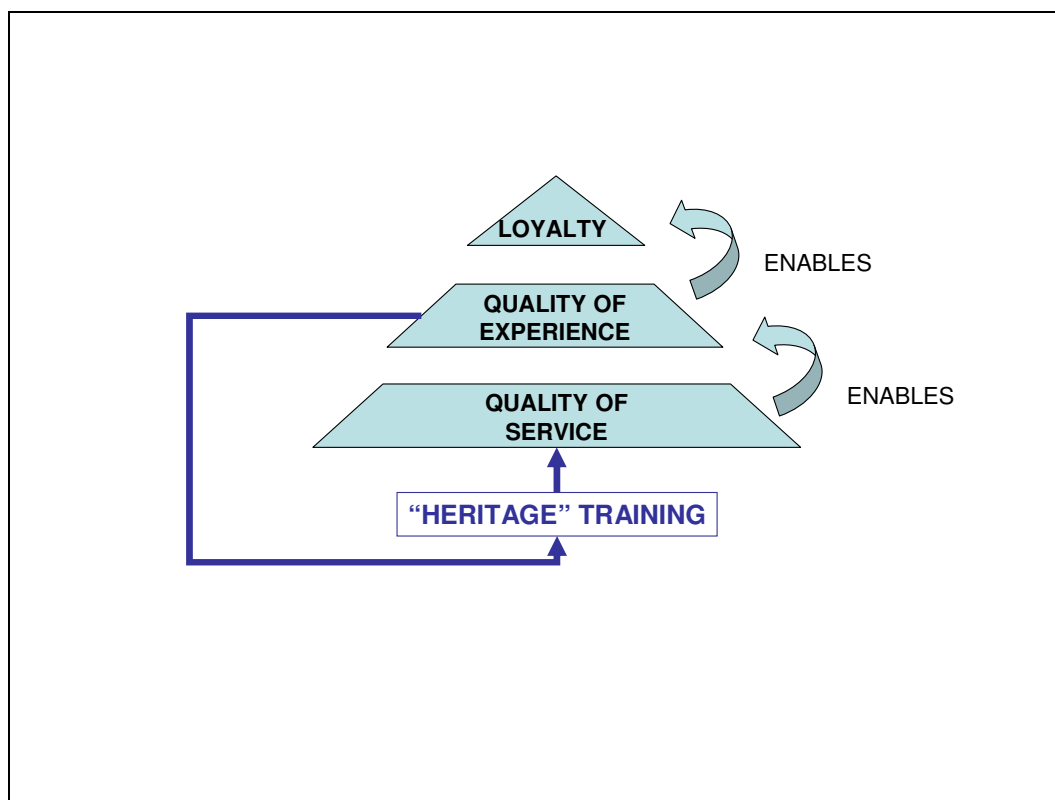 LOYALTY
ENABLES
QUALITY OF
EXPERIENCE
ENABLES
QUALITY OF
SERVICE
“HERITAGE” TRAINING